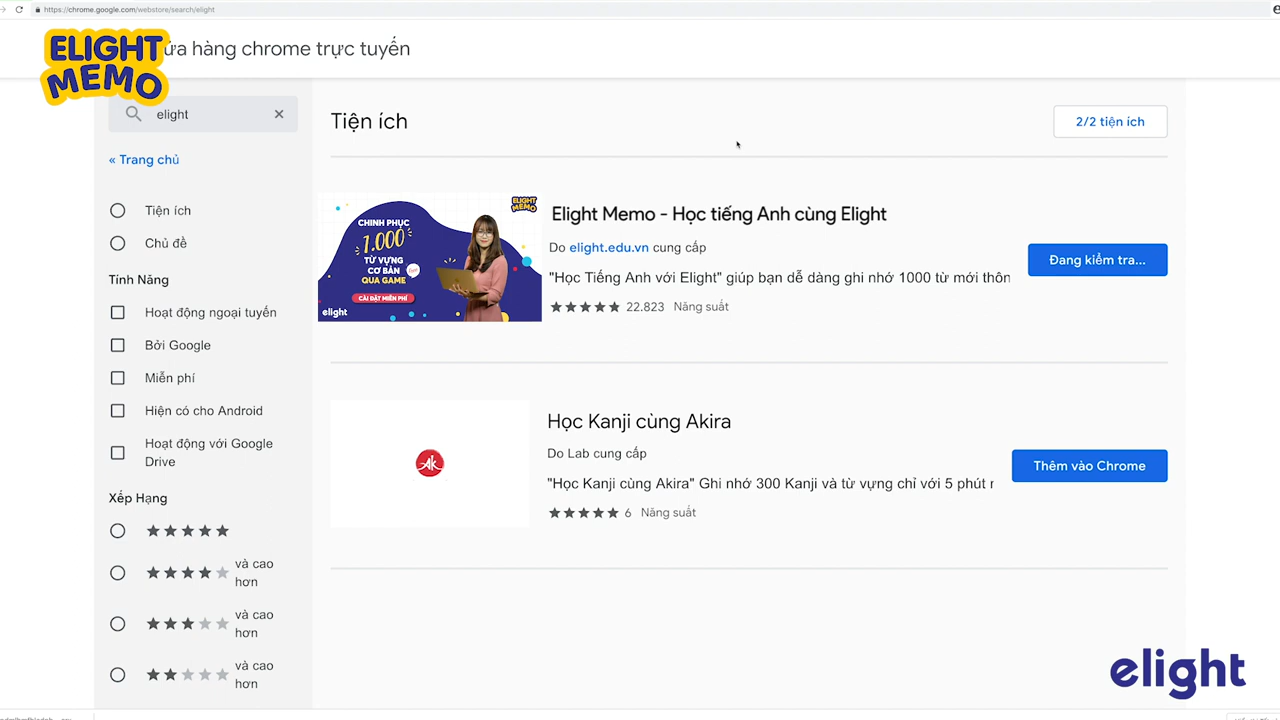 https://chrome.google.com/webstore/search/elight
ELIGHT
MEMO
ửa hàng chrome trực tuyến
elight
« Trang chủ
Tiện ích
Chủ đề
Tính Năng
Hoạt động ngoại tuyến
Bởi Google
Miễn phí
Hiện có cho Android
Hoạt động với Google
Drive
Xếp Hạng
và cao
hơn
và cao
hơn
và cao
hơn
Tiện ích
2/2 tiện ích
CHINH PHỤC
1.000
TỪ VỰNG
CƠ BẢN
QUA GAME
CÀI ĐẶT MIỄN PHÍ
elight
ELIGHT
MEMO
Elight Memo - Học tiếng Anh cùng Elight
Do elight.edu.vn cung cấp
"Học Tiếng Anh với Elight" giúp bạn dễ dàng ghi nhớ 1000 từ mới thôn
22.823 Năng suất
Đang kiểm tra...
Học Kanji cùng Akira
Do Lab cung cấp
"Học Kanji cùng Akira" Ghi nhớ 300 Kanji và từ vựng chỉ với 5 phút r
6 Năng suất
Thêm vào Chrome
elight